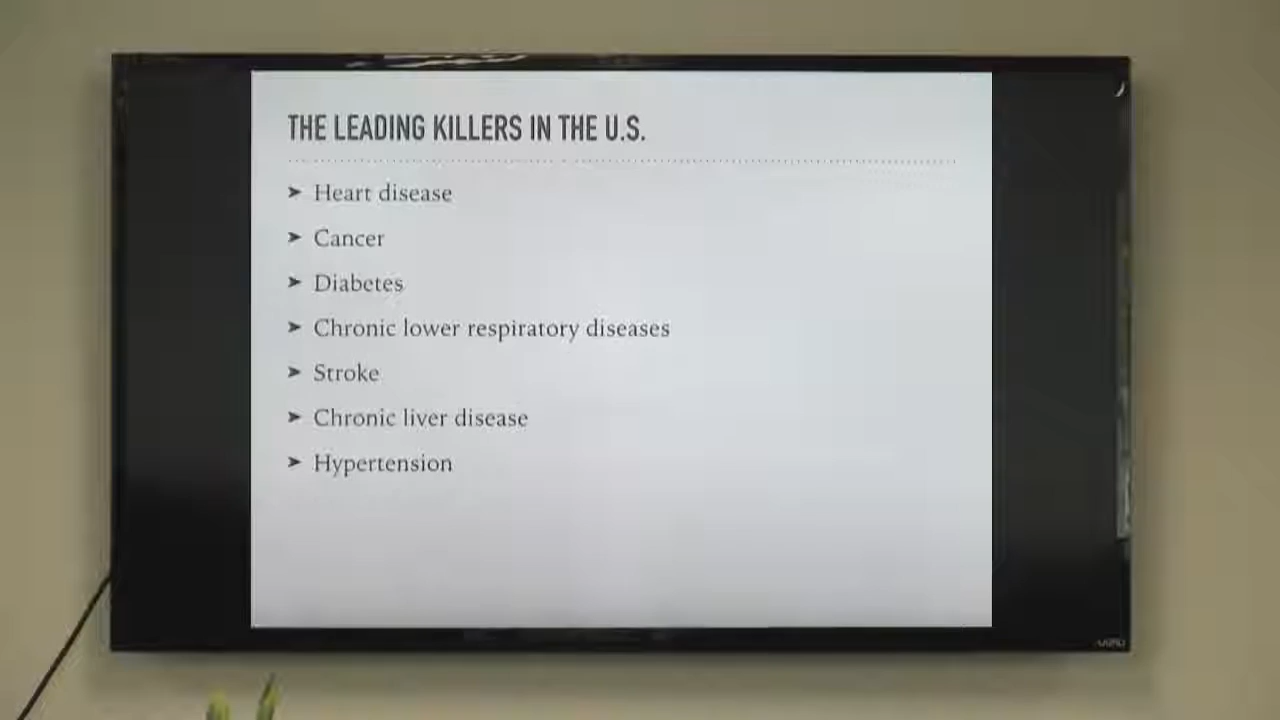 THE LEADING KILLERS IN THE U.S.
➤ Heart disease
➤ Cancer
➤ Diabetes
➤ Chronic lower respiratory diseases
➤ Stroke
➤ Chronic liver disease
➤ Hypertension